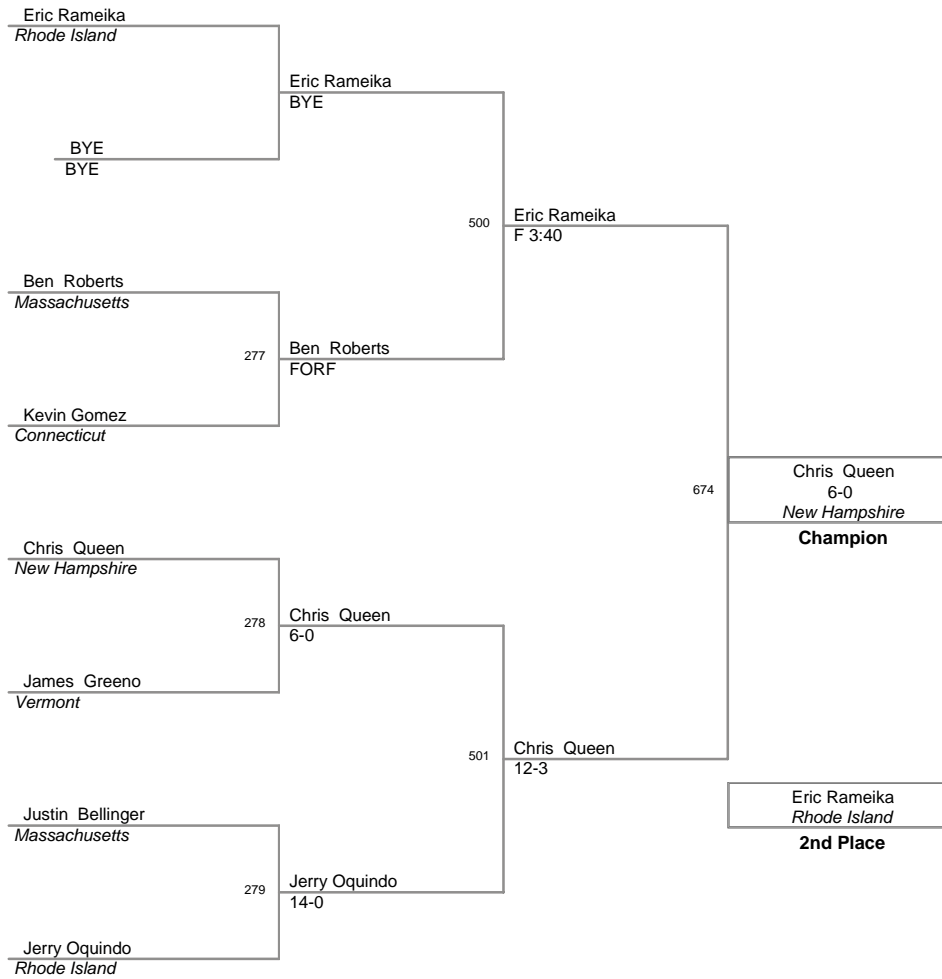 Eric Rameika
Rhode Island
Eric Rameika
BYE
BYE
BYE
500
Eric Rameika
F 3:40
Ben Roberts
Massachusetts
277
Ben Roberts
FORF
Kevin Gomez
Connecticut
674
Chris Queen
6-0
New Hampshire
Champion
Chris Queen
New Hampshire
278
Chris Queen
6-0
James Greeno
Vermont
501
Chris Queen
12-3
Eric Rameika
Rhode Island
2nd Place
Justin Bellinger
Massachusetts
279
Jerry Oquindo
14-0
Jerry Oquindo
Rhode Island